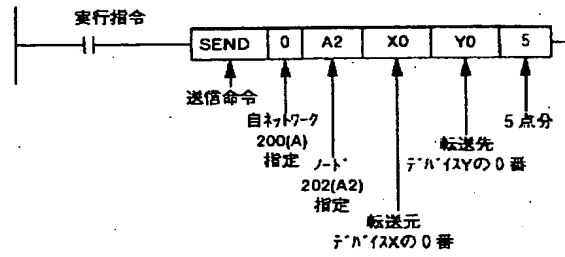 実行指令
SEND 0 A2 X0 Y0 5
送信命令
自ネットワーク
200(A)
指定
ノード
202(A2)
指定
転送元
デバイスXの0番
転送先
デバイスYの0番
5点分